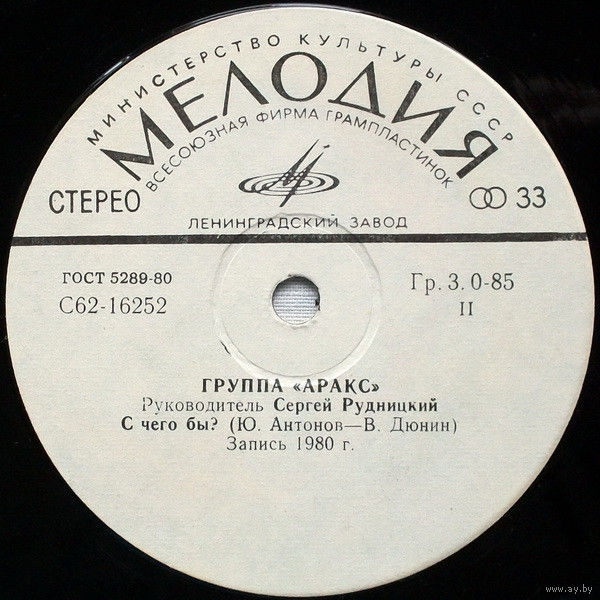 МИНИСТЕРСТВО КУЛЬТУРЫ СССР
МЕЛОДИЯ
ВСЕСОЮЗНАЯ ФИРМА ГРАМПЛАСТИНОК
СТЕРЕО
33
ЛЕНИНГРАДСКИЙ ЗАВОД
ГОСТ 5289-80
Гр. 3. 0-85
С62-16252
II
ГРУППА «АРАКС»
Руководитель Сергей Рудницкий
С чего бы? (Ю. Антонов—В. Дюнин)
Запись 1980 г.
www.ay.by